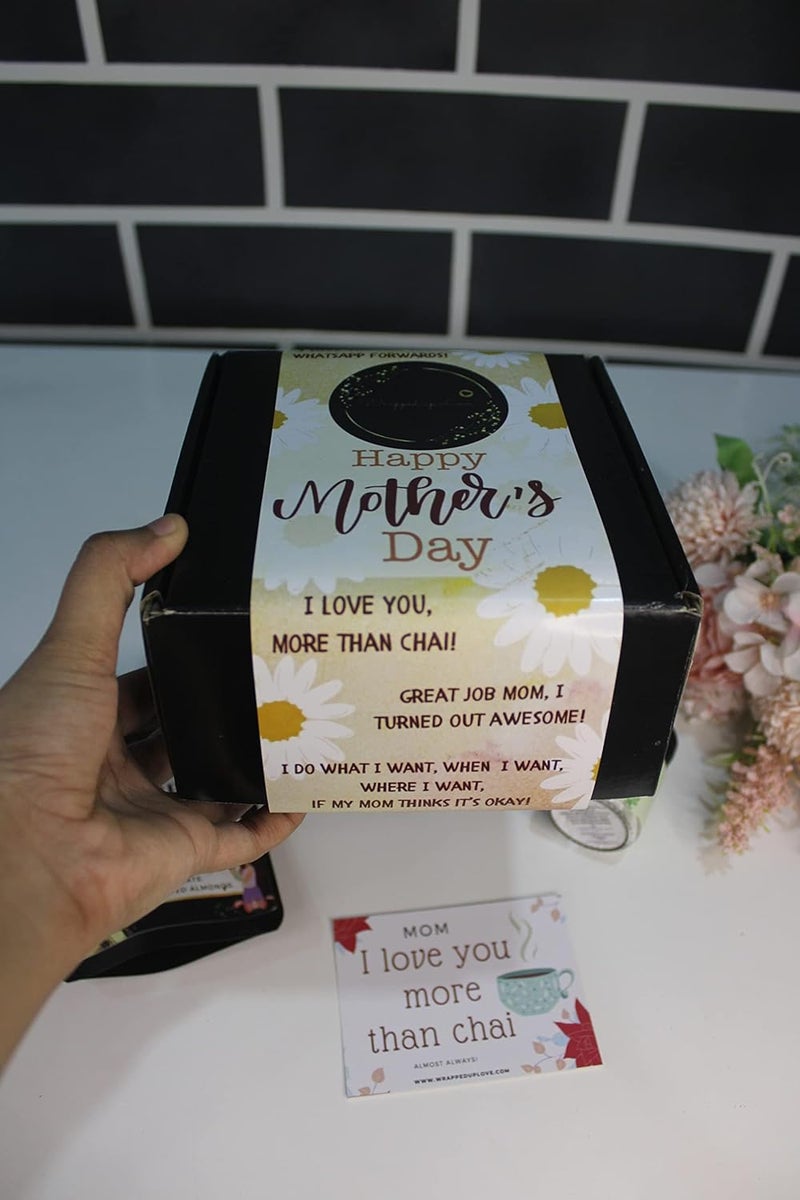 WHATSAPP FORWARDS!
Happy
Mother's
Day
I LOVE YOU,
MORE THAN CHAI!
GREAT JOB MOM, I
TURNED OUT AWESOME!
I DO WHAT I WANT, WHEN I WANT,
WHERE I WANT,
IF MY MOM THINKS IT'S OKAY!
ALMONDS
MOM
I love you
more
than chai
ALMOST ALWAYS!
WWW.WRAPPEDUPLOVE.COM